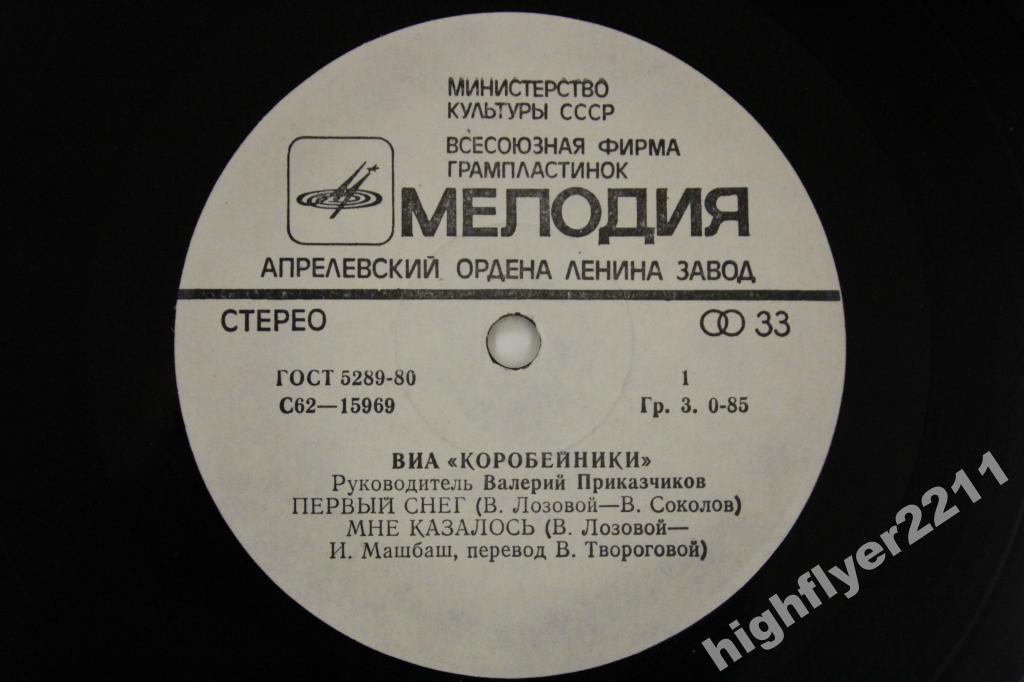 МИНИСТЕРСТВО
КУЛЬТУРЫ СССР
ВСЕСОЮЗНАЯ ФИРМА
ГРАМПЛАСТИНОК
МЕЛОДИЯ
АПРЕЛЕВСКИЙ ОРДЕНА ЛЕНИНА ЗАВОД
СТЕРЕО 33
ГОСТ 5289-80 1
С62—15969 Гр. 3. 0-85
ВИА «КОРОБЕЙНИКИ»
Руководитель Валерий Приказчиков
ПЕРВЫЙ СНЕГ (В. Лозовой—В. Соколов)
МНЕ КАЗАЛОСЬ (В. Лозовой—
И. Машбаш, перевод В. Твороговой)
highflyer2211